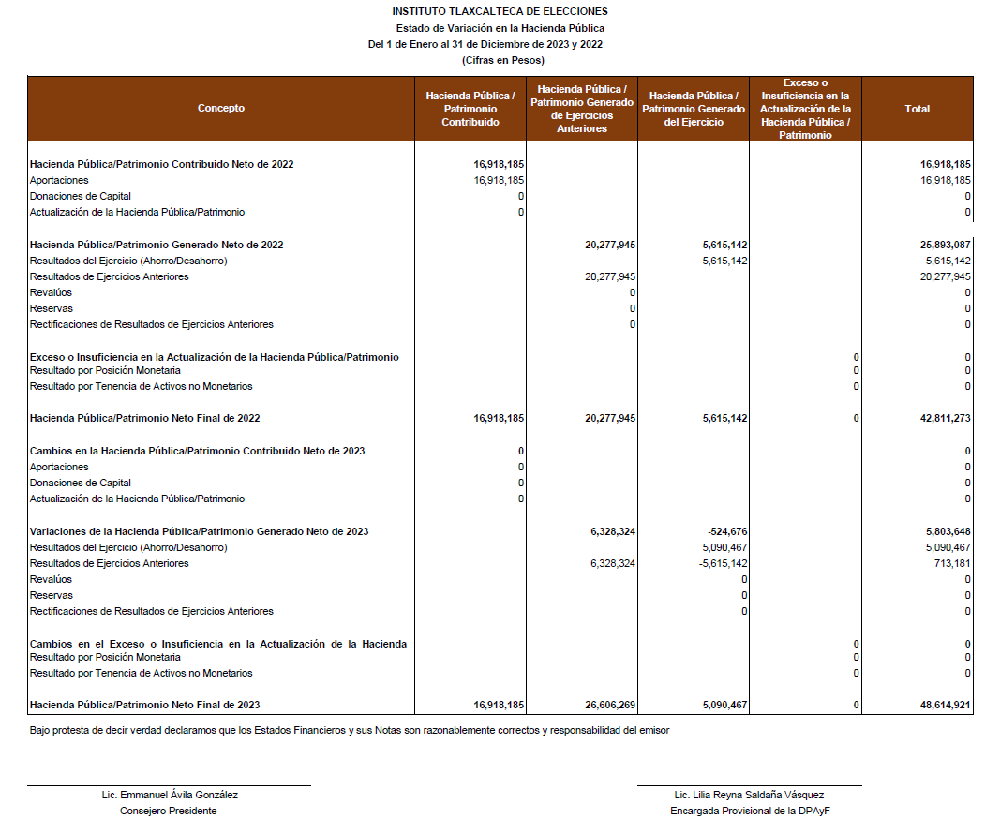 INSTITUTO TLAXCALTECA DE ELECCIONES
Estado de Variación en la Hacienda Pública
Del 1 de Enero al 31 de Diciembre de 2023 y 2022
(Cifras en Pesos)
Concepto
Hacienda Pública /
Patrimonio
Contribuido
Hacienda Pública /
Patrimonio Generado
de Ejercicios
Anteriores
Hacienda Pública /
Patrimonio Generado
del Ejercicio
Exceso o
Insuficiencia en la
Actualización de la
Hacienda Pública /
Patrimonio
Total
Hacienda Pública/Patrimonio Contribuido Neto de 2022 16,918,185 16,918,185
Aportaciones 16,918,185 16,918,185
Donaciones de Capital 0 0
Actualización de la Hacienda Pública/Patrimonio 0 0
Hacienda Pública/Patrimonio Generado Neto de 2022 20,277,945 5,615,142 25,893,087
Resultados del Ejercicio (Ahorro/Desahorro) 5,615,142 5,615,142
Resultados de Ejercicios Anteriores 20,277,945 20,277,945
Revalúos 0 0
Reservas 0 0
Rectificaciones de Resultados de Ejercicios Anteriores 0 0
Exceso o Insuficiencia en la Actualización de la Hacienda Pública/Patrimonio 0 0
Resultado por Posición Monetaria 0 0
Resultado por Tenencia de Activos no Monetarios 0 0
Hacienda Pública/Patrimonio Neto Final de 2022 16,918,185 20,277,945 5,615,142 0 42,811,273
Cambios en la Hacienda Pública/Patrimonio Contribuido Neto de 2023 0 0
Aportaciones 0 0
Donaciones de Capital 0 0
Actualización de la Hacienda Pública/Patrimonio 0 0
Variaciones de la Hacienda Pública/Patrimonio Generado Neto de 2023 6,328,324 -524,676 5,803,648
Resultados del Ejercicio (Ahorro/Desahorro) 5,090,467 5,090,467
Resultados de Ejercicios Anteriores 6,328,324 -5,615,142 713,181
Revalúos 0 0
Reservas 0 0
Rectificaciones de Resultados de Ejercicios Anteriores 0 0
Cambios en el Exceso o Insuficiencia en la Actualización de la Hacienda 0 0
Resultado por Posición Monetaria 0 0
Resultado por Tenencia de Activos no Monetarios 0 0
Hacienda Pública/Patrimonio Neto Final de 2023 16,918,185 26,606,269 5,090,467 0 48,614,921
Bajo protesta de decir verdad declaramos que los Estados Financieros y sus Notas son razonablemente correctos y responsabilidad del emisor
Lic. Emmanuel Ávila González
Consejero Presidente
Lic. Lilia Reyna Saldaña Vásquez
Encargada Provisional de la DPAyF